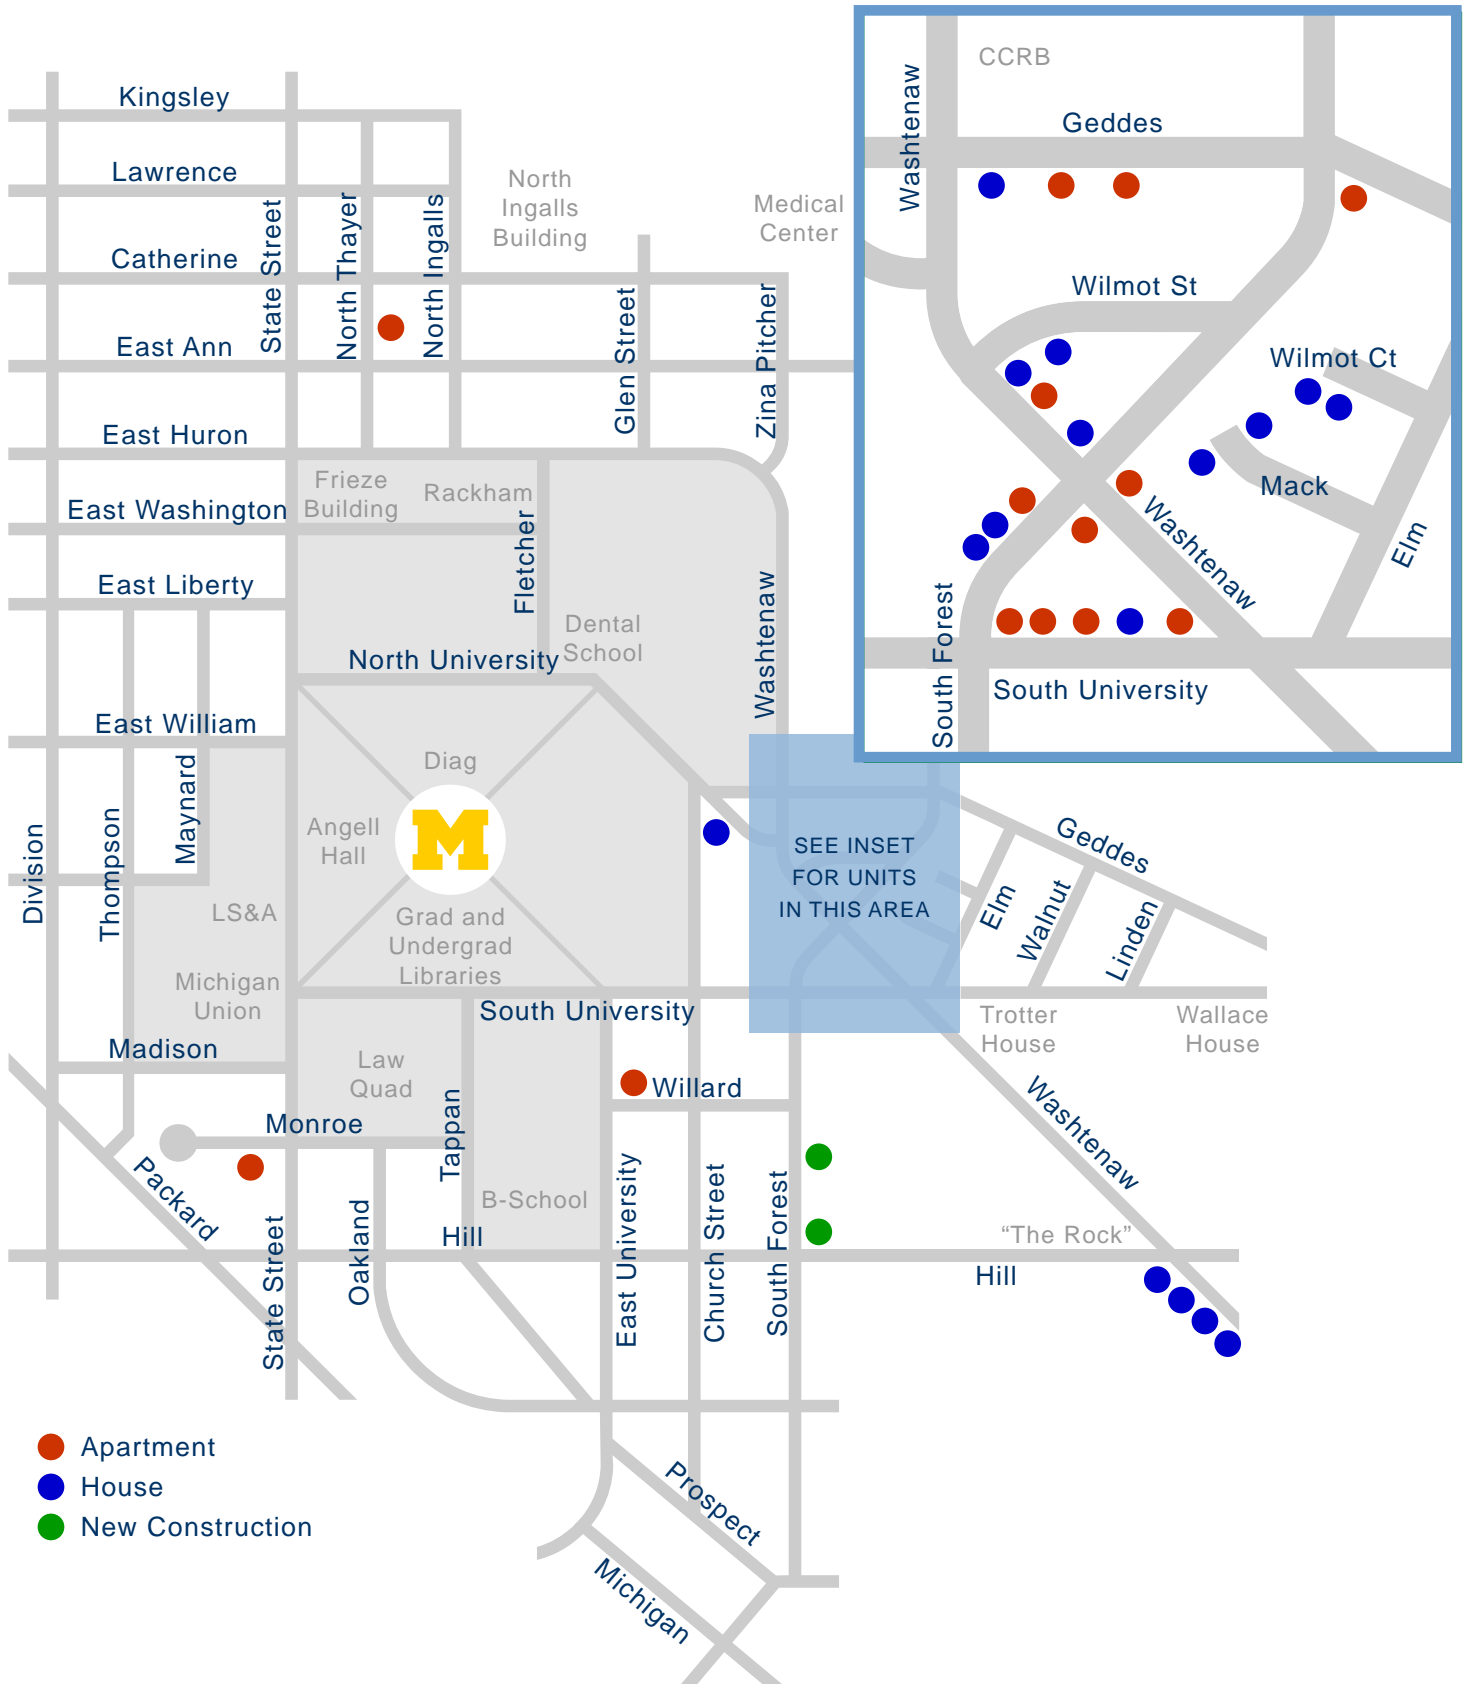 Kingsley
Lawrence
Catherine
East Ann
East Huron
East Washington
East Liberty
East William
State Street
North Thayer
North Ingalls
North
Ingalls
Building
Medical
Center
Glen Street
Zina Pitcher
Frieze
Building
Rackham
Fletcher
Dental
School
North University
Washtenaw
Diag
Angell
Hall
M
Grad and
Undergrad
Libraries
LS&A
Michigan
Union
Division
Thompson
Maynard
Madison
Law
Quad
Monroe
Tappan
South University
Willard
B-School
Packard
State Street
Oakland
Hill
East University
Church Street
South Forest
SEE INSET
FOR UNITS
IN THIS AREA
Geddes
Elm
Walnut
Linden
Trotter
House
Wallace
House
Washtenaw
“The Rock”
Hill
Prospect
Michigan
CCRB
Washtenaw
Geddes
Wilmot St
Wilmot Ct
Mack
Washtenaw
Elm
South Forest
South University
Apartment
House
New Construction